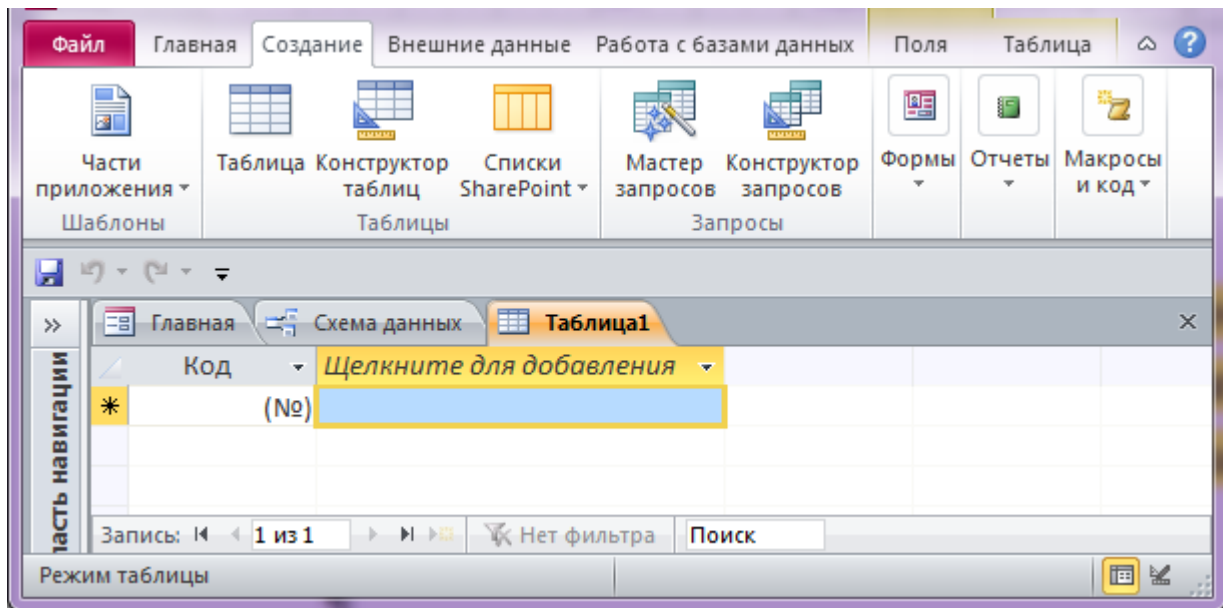 Файл Главная Создание Внешние данные Работа с базами данных Поля Таблица
Части приложения
Таблица
Конструктор таблиц
Списки SharePoint
Мастер запросов
Конструктор запросов
Формы
Отчеты
Макросы и код
Шаблоны Таблицы Запросы
Главная Схема данных Таблица1
Код Щелкните для добавления
(№)
Запись: 1 из 1 Нет фильтра Поиск
навигации
Режим таблицы